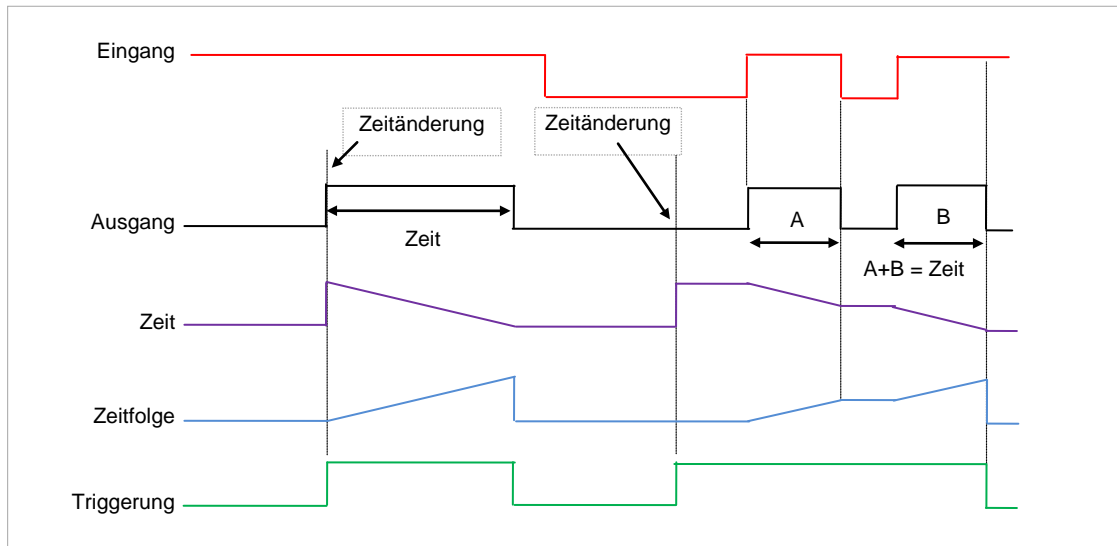 Eingang
Zeitänderung
Zeitänderung
Ausgang
Zeit
A
B
A+B = Zeit
Zeit
Zeitfolge
Triggerung